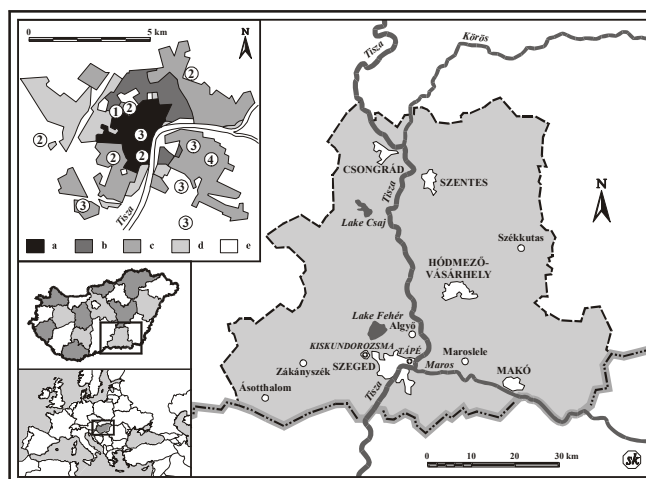 0 5 km
N
2
1
2
2
3
3
4
2
2
3
3
3
Tisza
a b c d e
Tisza
Körös
CSONGRÁD
Tisza
SZENTES
Lake Csaj
N
Székkutas
HÓDMEZŐ-
VÁSÁRHELY
Lake Fehér
Algyő
KISKUNDOROZSMA
TÁPÉ
SZEGED
Zákányszék
Maroslele
Maros
MAKÓ
Tisza
Ásotthalom
0 10 20 30 km
sk